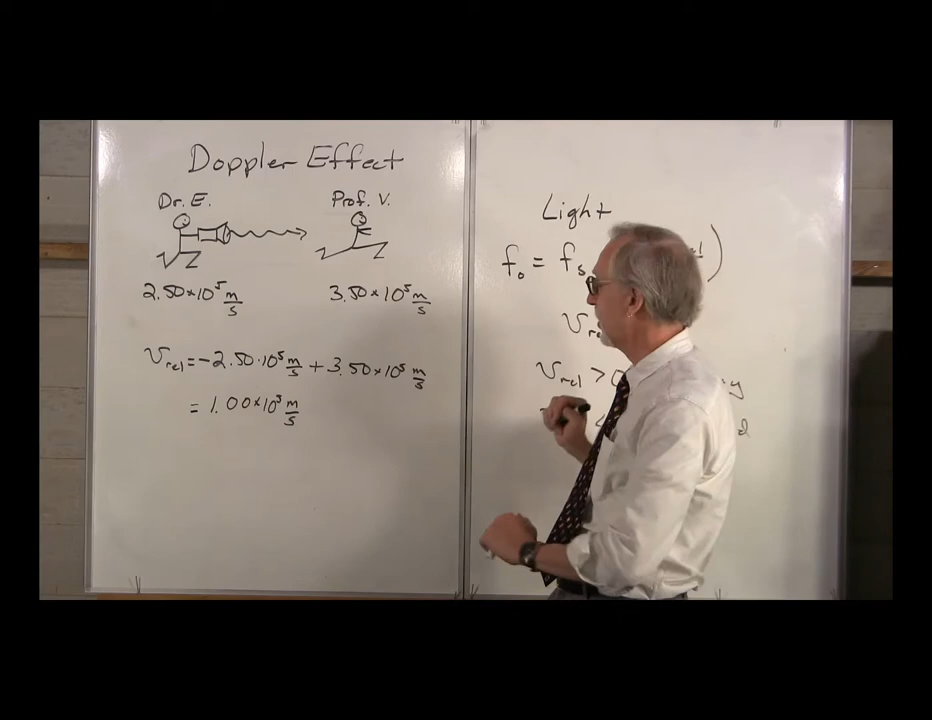 Doppler Effect
Dr. E. Prof. V.
2.50×10⁵ m/s 3.50×10⁵ m/s
v_rel = -2.50·10⁵ m/s + 3.50×10⁵ m/s
= 1.00×10⁵ m/s
Light
f_o = f_s )
v_rel > 0